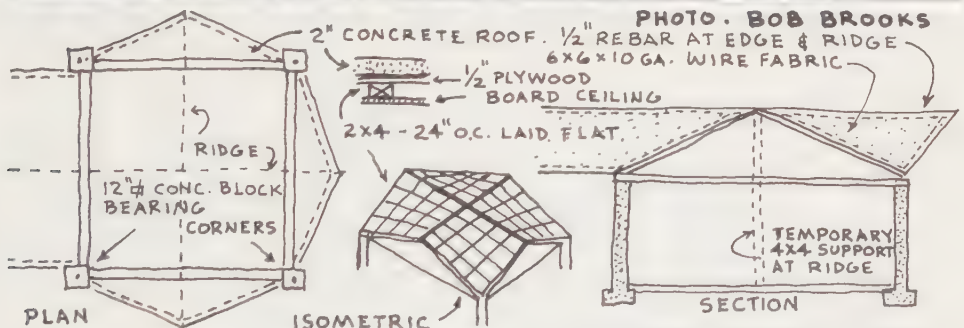 PHOTO. BOB BROOKS
2" CONCRETE ROOF. 1/2" REBAR AT EDGE & RIDGE
6×6×10 GA. WIRE FABRIC
1/2" PLYWOOD
BOARD CEILING
2×4 - 24" O.C. LAID FLAT.
RIDGE
12"⌀ CONC. BLOCK
BEARING
CORNERS
TEMPORARY
4×4 SUPPORT
AT RIDGE
PLAN
ISOMETRIC
SECTION